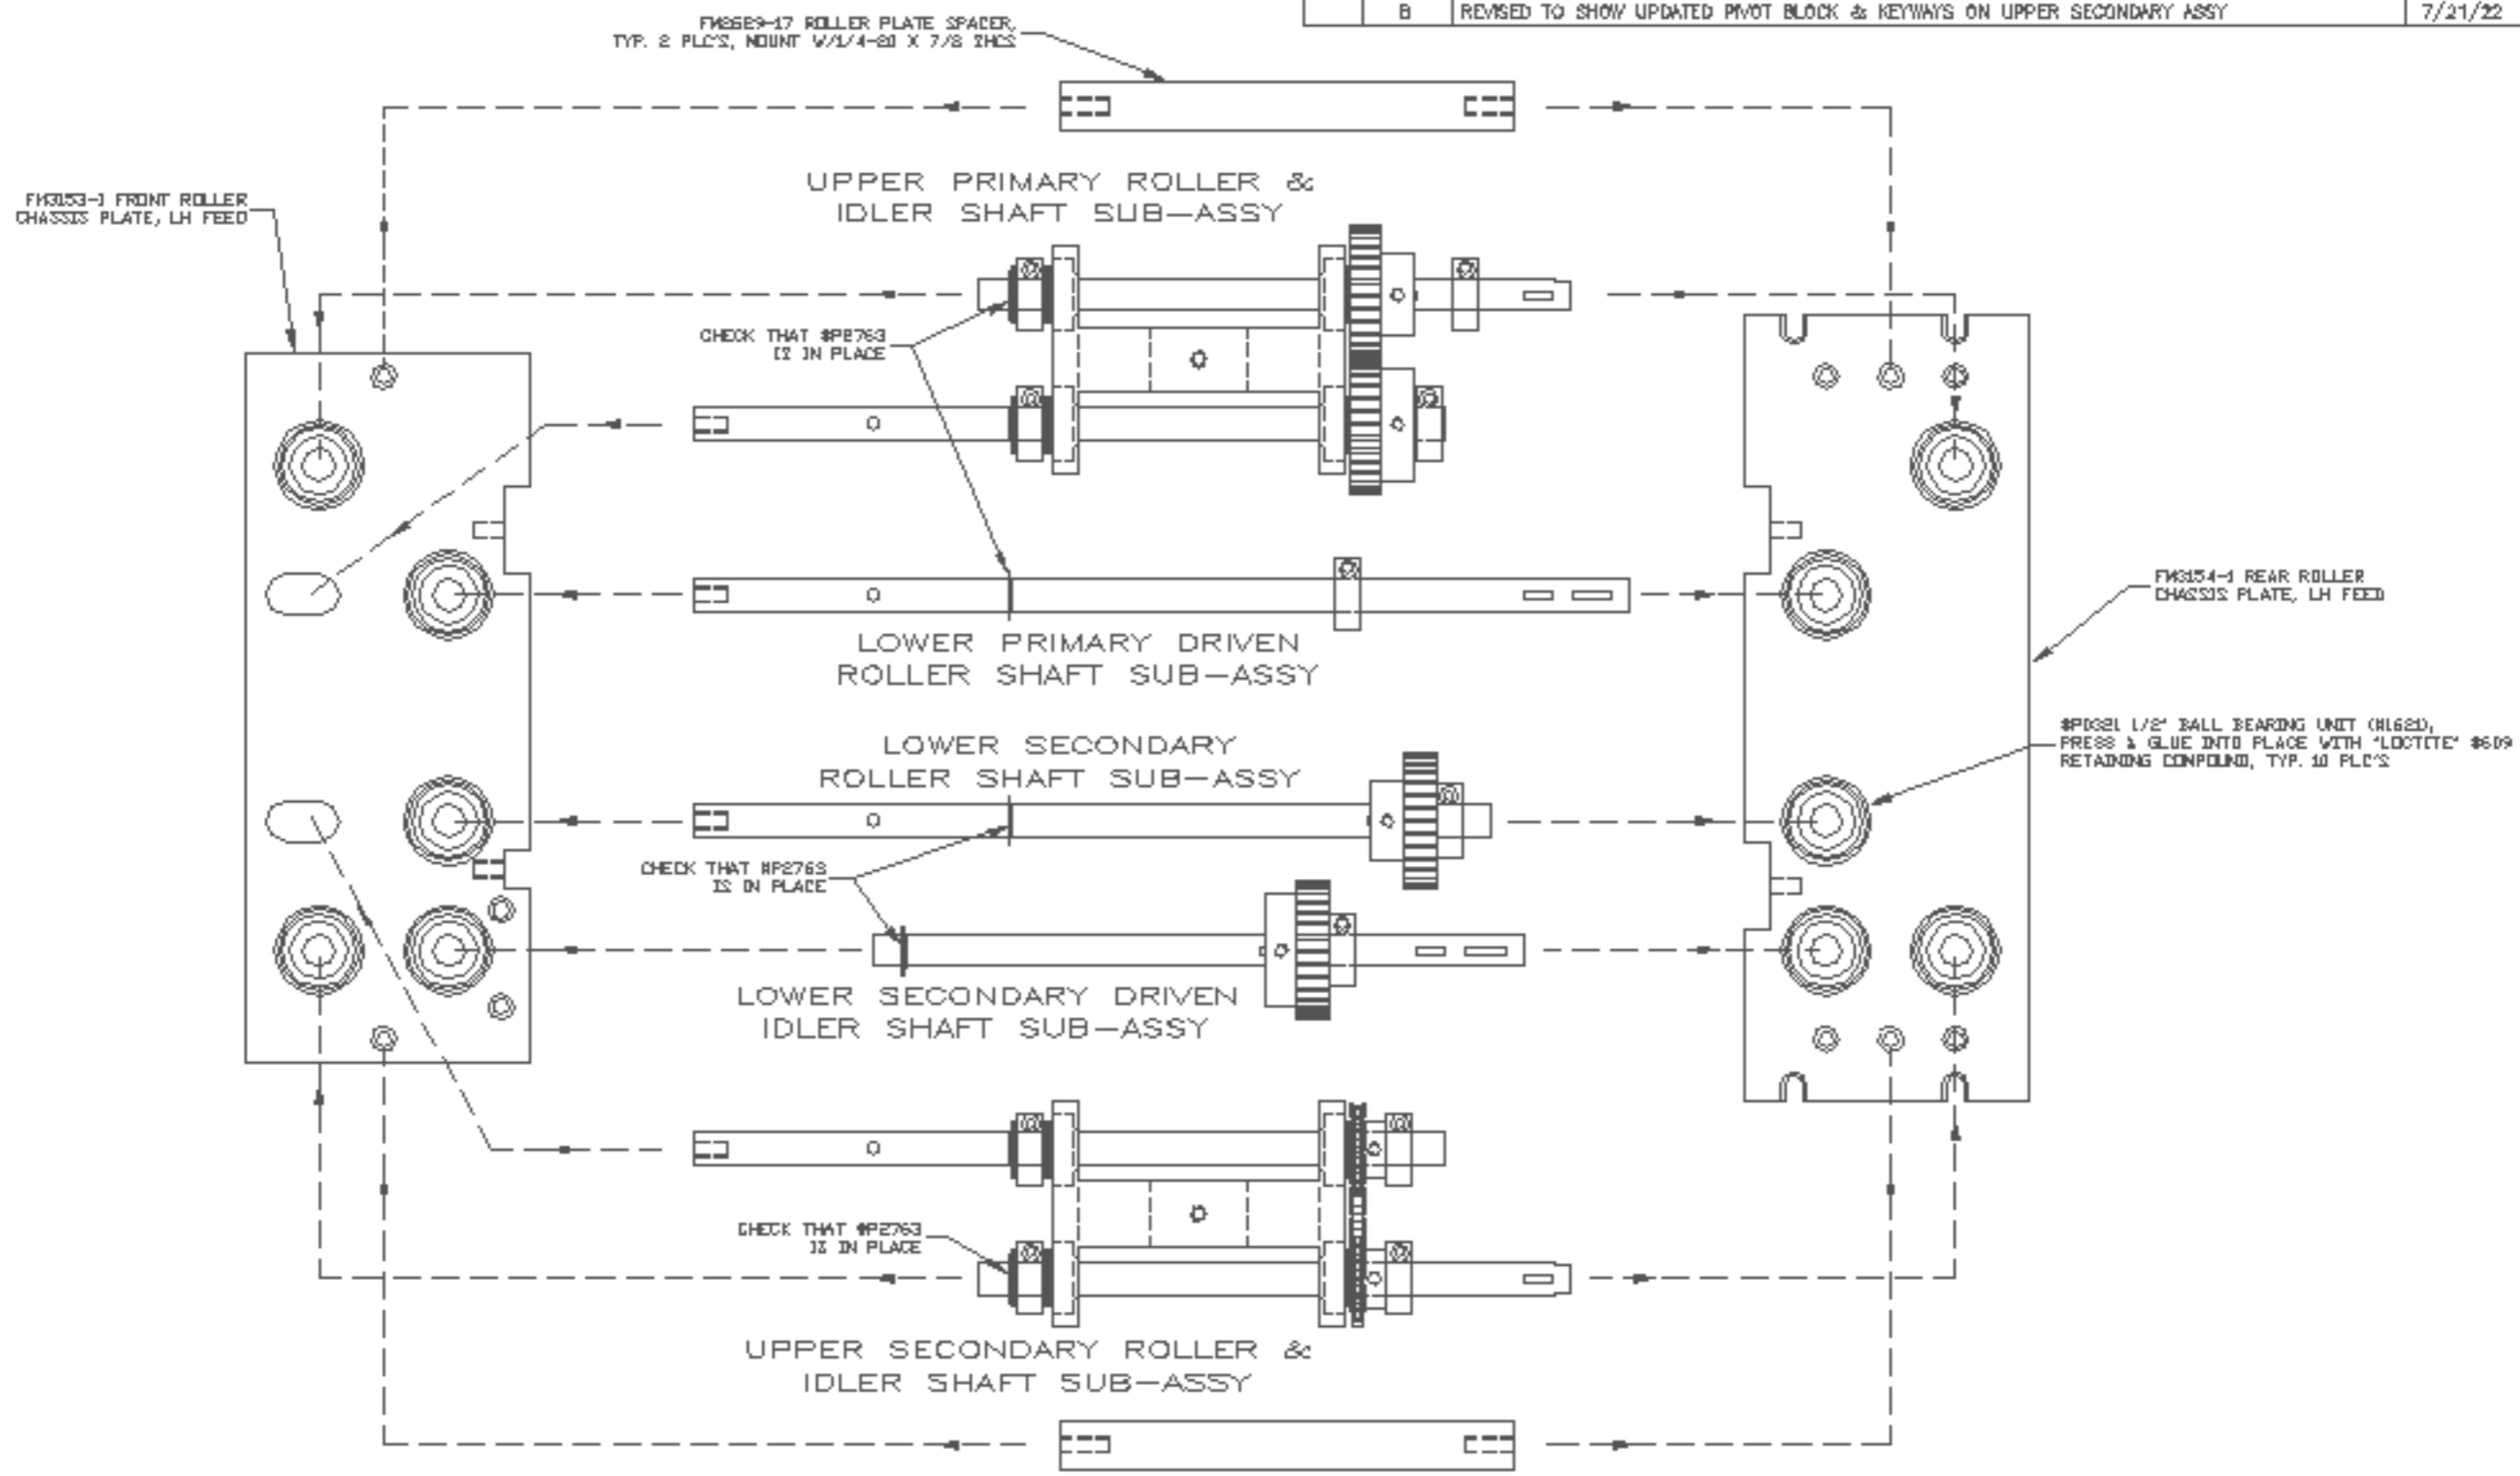 B REVISED TO SHOW UPDATED PIVOT BLOCK & KEYWAYS ON UPPER SECONDARY ASSY 7/21/22
ROLLER PLATE SPACER,
TYP. 2 PLC'S, MOUNT W/1/4-20 X 7/8 SHCS
UPPER PRIMARY ROLLER &
IDLER SHAFT SUB-ASSY
FM3153-1 FRONT ROLLER
CHASSIS PLATE, LH FEED
CHECK THAT #P2763
IS IN PLACE
LOWER PRIMARY DRIVEN
ROLLER SHAFT SUB-ASSY
FM3154-1 REAR ROLLER
CHASSIS PLATE, LH FEED
LOWER SECONDARY
ROLLER SHAFT SUB-ASSY
#P0321 1/2" BALL BEARING UNIT (#1621),
PRESS & GLUE INTO PLACE WITH "LOCTITE" #609
RETAINING COMPOUND, TYP. 10 PLC'S
CHECK THAT #P2763
IS IN PLACE
LOWER SECONDARY DRIVEN
IDLER SHAFT SUB-ASSY
CHECK THAT #P2763
IS IN PLACE
UPPER SECONDARY ROLLER &
IDLER SHAFT SUB-ASSY